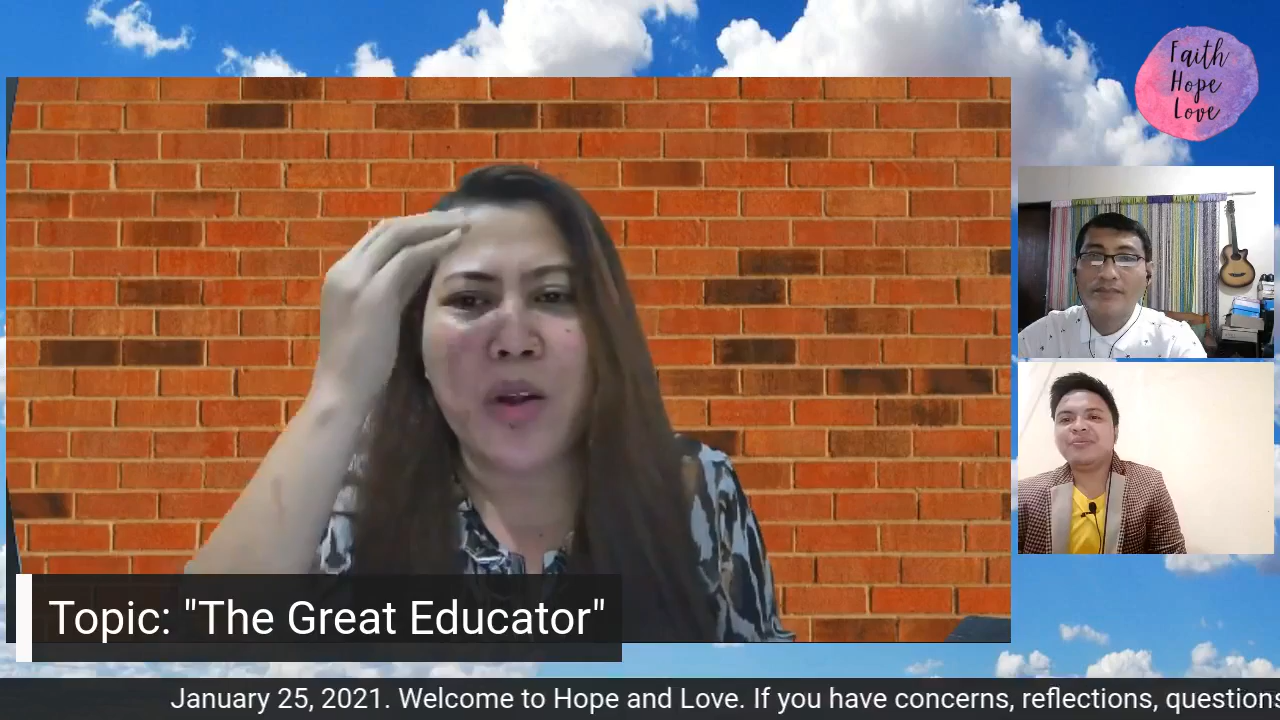 Faith
Hope
Love
Topic: "The Great Educator"
January 25, 2021. Welcome to Hope and Love. If you have concerns, reflections, questions